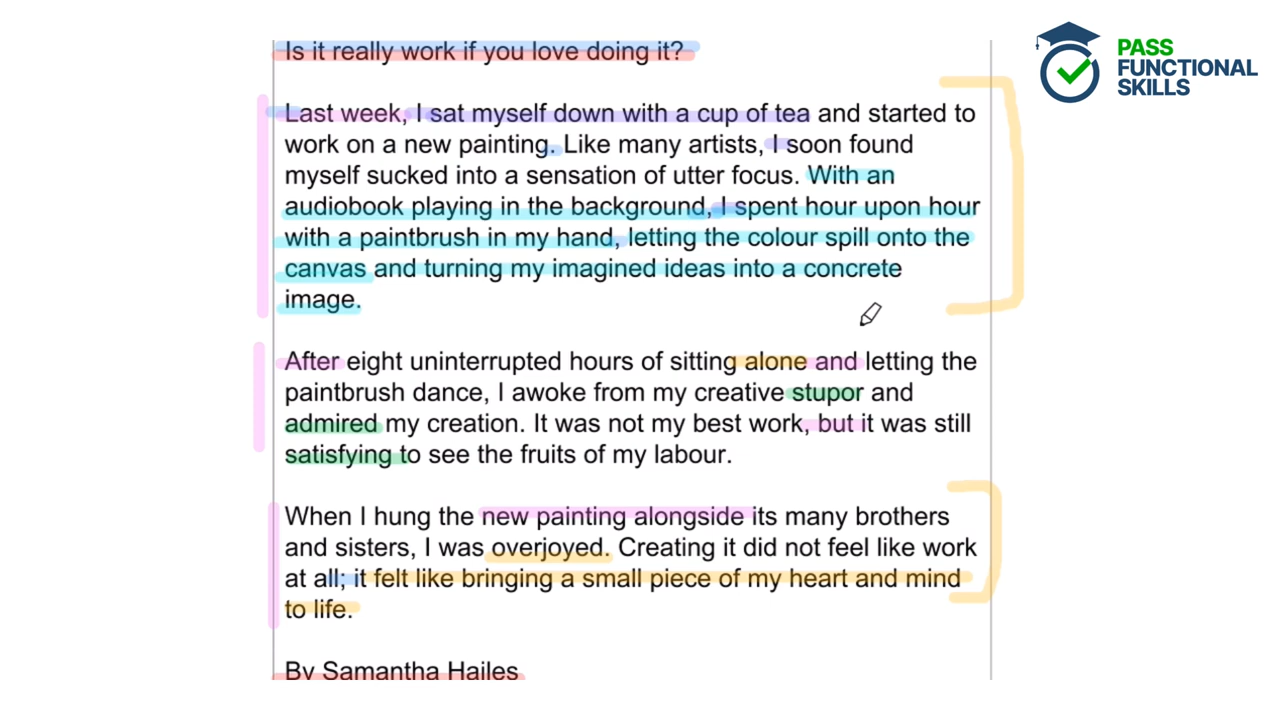 PASS
FUNCTIONAL
SKILLS
Is it really work if you love doing it?
Last week, I sat myself down with a cup of tea and started to
work on a new painting. Like many artists, I soon found
myself sucked into a sensation of utter focus. With an
audiobook playing in the background, I spent hour upon hour
with a paintbrush in my hand, letting the colour spill onto the
canvas and turning my imagined ideas into a concrete
image.
After eight uninterrupted hours of sitting alone and letting the
paintbrush dance, I awoke from my creative stupor and
admired my creation. It was not my best work, but it was still
satisfying to see the fruits of my labour.
When I hung the new painting alongside its many brothers
and sisters, I was overjoyed. Creating it did not feel like work
at all; it felt like bringing a small piece of my heart and mind
to life.
By Samantha Hailes